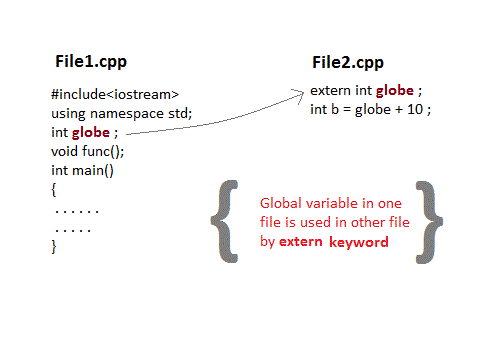 File1.cpp
#include<iostream>
using namespace std;
int globe ;
void func();
int main()
{
. . . . . .
. . . . .
}
File2.cpp
extern int globe ;
int b = globe + 10 ;
{ Global variable in one
file is used in other file
by extern keyword }